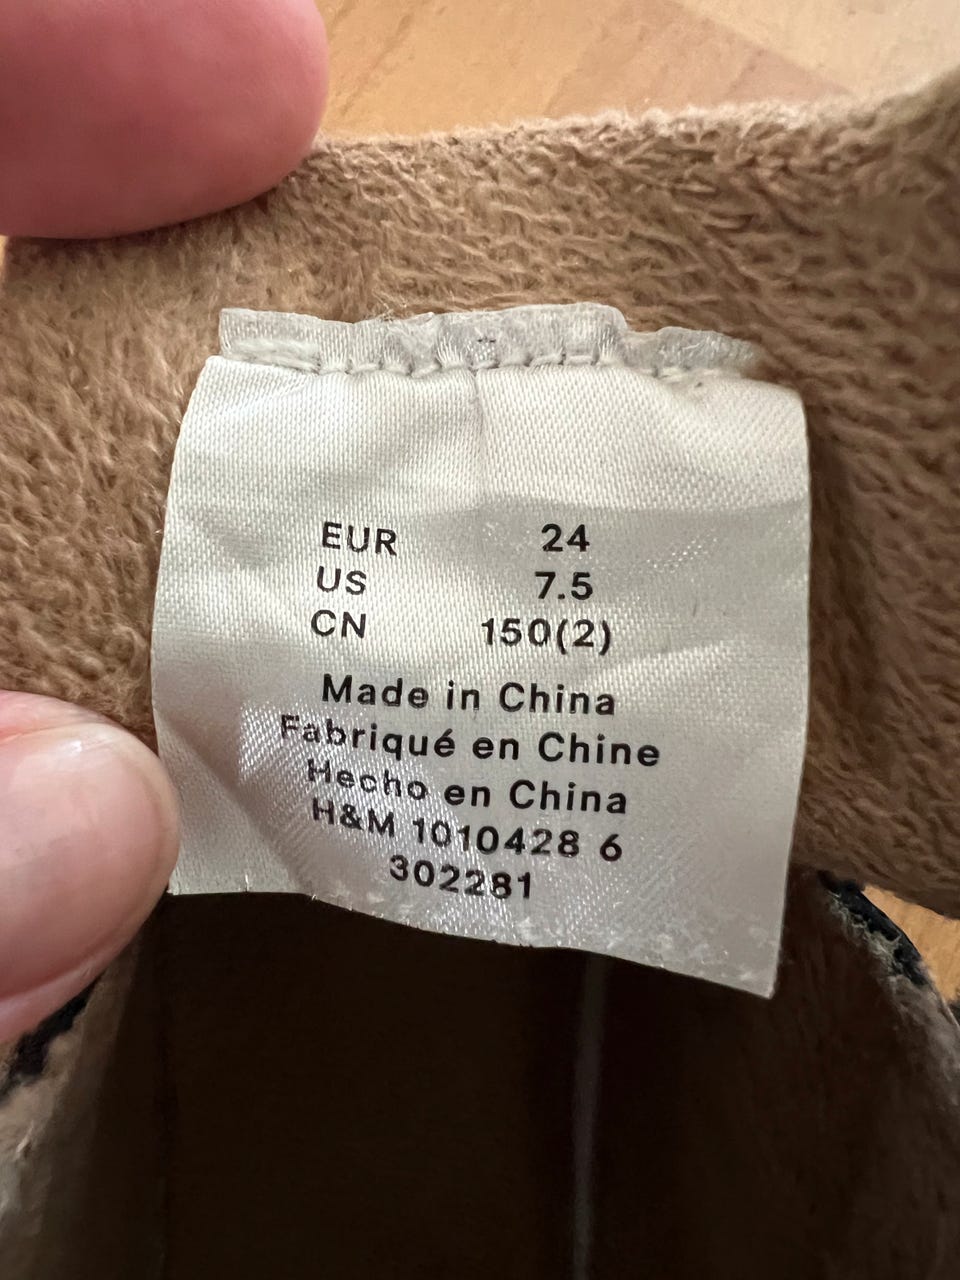 EUR 24
US 7.5
CN 150(2)
Made in China
Fabriqué en Chine
Hecho en China
H&M 1010428 6
302281